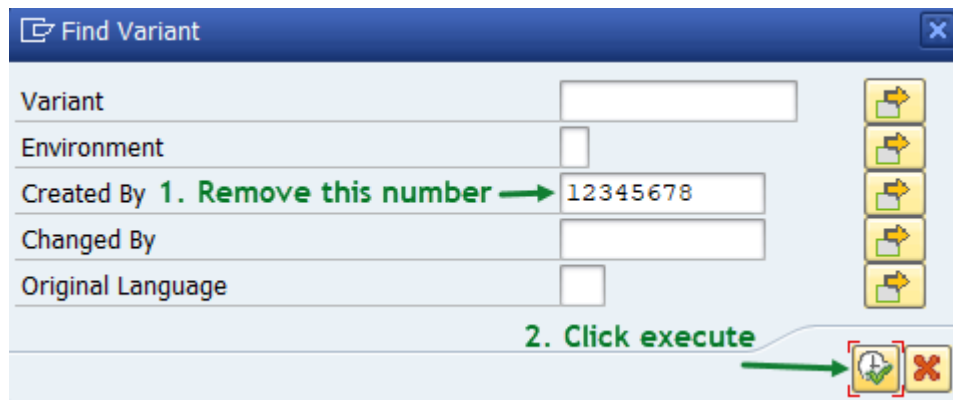 Find Variant
Variant
Environment
Created By 1. Remove this number 12345678
Changed By
Original Language
2. Click execute